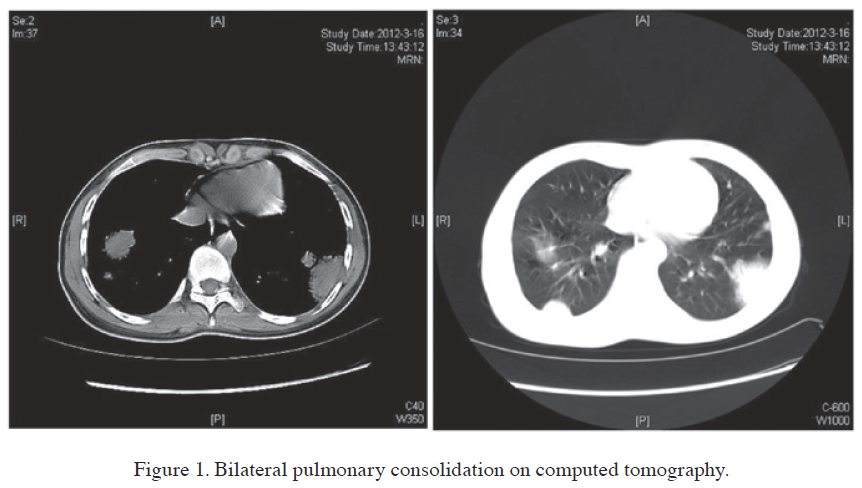 Se:2
Im:37
[A]
Study Date:2012-3-16
Study Time:13:43:12
MRN:
[R]
[L]
C40
W350
[P]
Se:3
Im:34
[A]
Study Date:2012-3-16
Study Time:13:43:12
MRN:
[R]
[L]
C-600
W1000
[P]
Figure 1. Bilateral pulmonary consolidation on computed tomography.